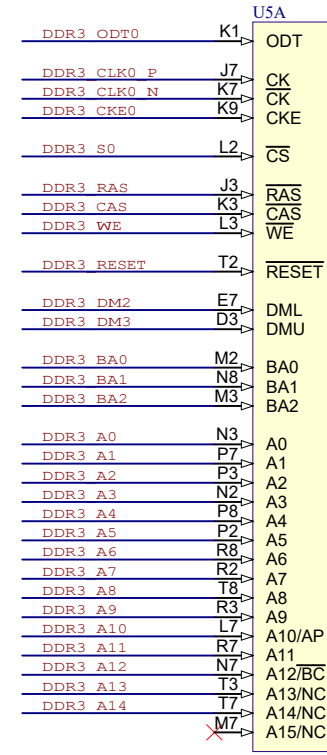 U5A
DDR3_ODT0 K1 ODT
DDR3_CLK0_P J7 CK
DDR3_CLK0_N K7 CK
DDR3_CKE0 K9 CKE
DDR3_S0 L2 CS
DDR3_RAS J3 RAS
DDR3_CAS K3 CAS
DDR3_WE L3 WE
DDR3_RESET T2 RESET
DDR3_DM2 E7 DML
DDR3_DM3 D3 DMU
DDR3_BA0 M2 BA0
DDR3_BA1 N8 BA1
DDR3_BA2 M3 BA2
DDR3_A0 N3 A0
DDR3_A1 P7 A1
DDR3_A2 P3 A2
DDR3_A3 N2 A3
DDR3_A4 P8 A4
DDR3_A5 P2 A5
DDR3_A6 R8 A6
DDR3_A7 R2 A7
DDR3_A8 T8 A8
DDR3_A9 R3 A9
DDR3_A10 L7 A10/AP
DDR3_A11 R7 A11
DDR3_A12 N7 A12/BC
DDR3_A13 T3 A13/NC
DDR3_A14 T7 A14/NC
M7 A15/NC